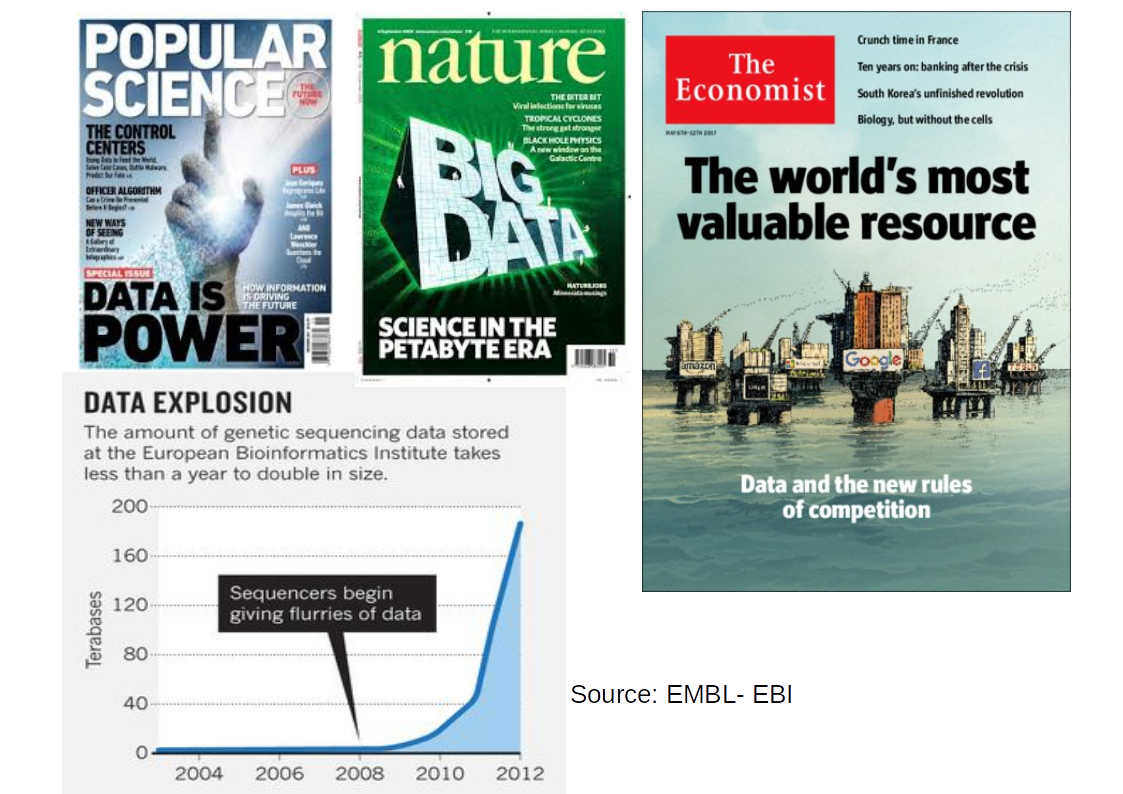 POPULAR
SCIENCE
THE
FUTURE
NOW
THE CONTROL
CENTERS
Using Data to Feed the World,
Solve Cold Cases, Battle Malware,
Predict Our Fate
OFFICER ALGORITHM
Can a Crime Be Prevented
Before It Begins?
NEW WAYS
OF SEEING
A Gallery of
Extraordinary
Infographics
PLUS
Juan Enriquez
Reprograms Life
James Gleick
the Bit
AND
Lawrence
Weschler
the
Cloud
SPECIAL ISSUE
DATA IS
POWER
HOW INFORMATION
IS DRIVING
THE FUTURE
nature
THE BITER BIT
Viral infections for viruses
TROPICAL CYCLONES
The strong get stronger
BLACK HOLE PHYSICS
A new window on the
Galactic Centre
BIG
DATA
NATUREJOBS
Minnesota musings
SCIENCE IN THE
PETABYTE ERA
The
Economist
MAY 6TH–12TH 2017
Crunch time in France
Ten years on: banking after the crisis
South Korea's unfinished revolution
Biology, but without the cells
The world's most
valuable resource
amazon
UBER
Google
f
Data and the new rules
of competition
DATA EXPLOSION
The amount of genetic sequencing data stored
at the European Bioinformatics Institute takes
less than a year to double in size.
Terabases
200
160
120
80
40
0
Sequencers begin
giving flurries of data
2004 2006 2008 2010 2012
Source: EMBL- EBI